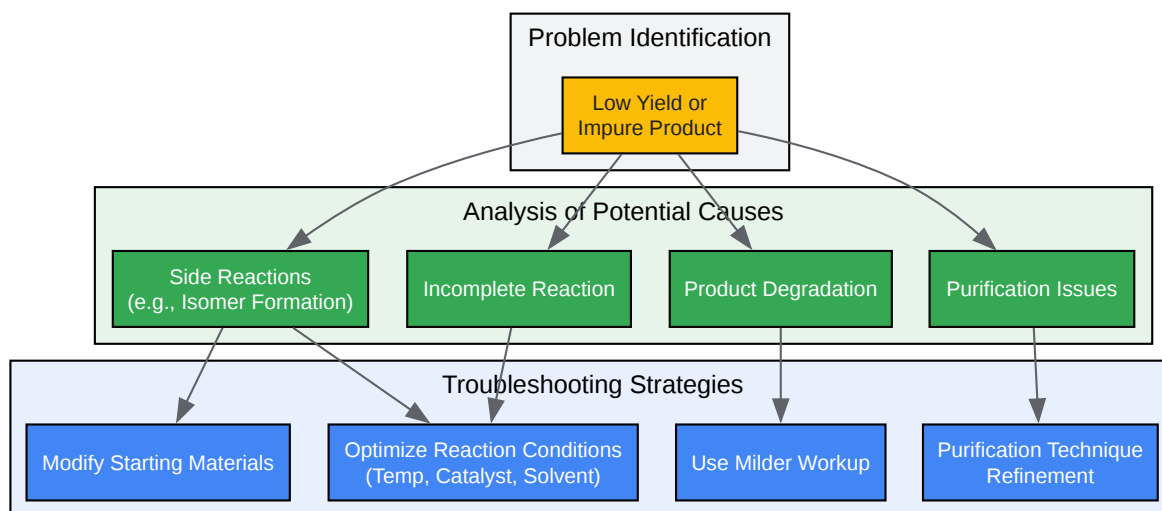 Problem Identification
Low Yield or
Impure Product
Analysis of Potential Causes
Side Reactions
(e.g., Isomer Formation)
Incomplete Reaction
Product Degradation
Purification Issues
Troubleshooting Strategies
Modify Starting Materials
Optimize Reaction Conditions
(Temp, Catalyst, Solvent)
Use Milder Workup
Purification Technique
Refinement